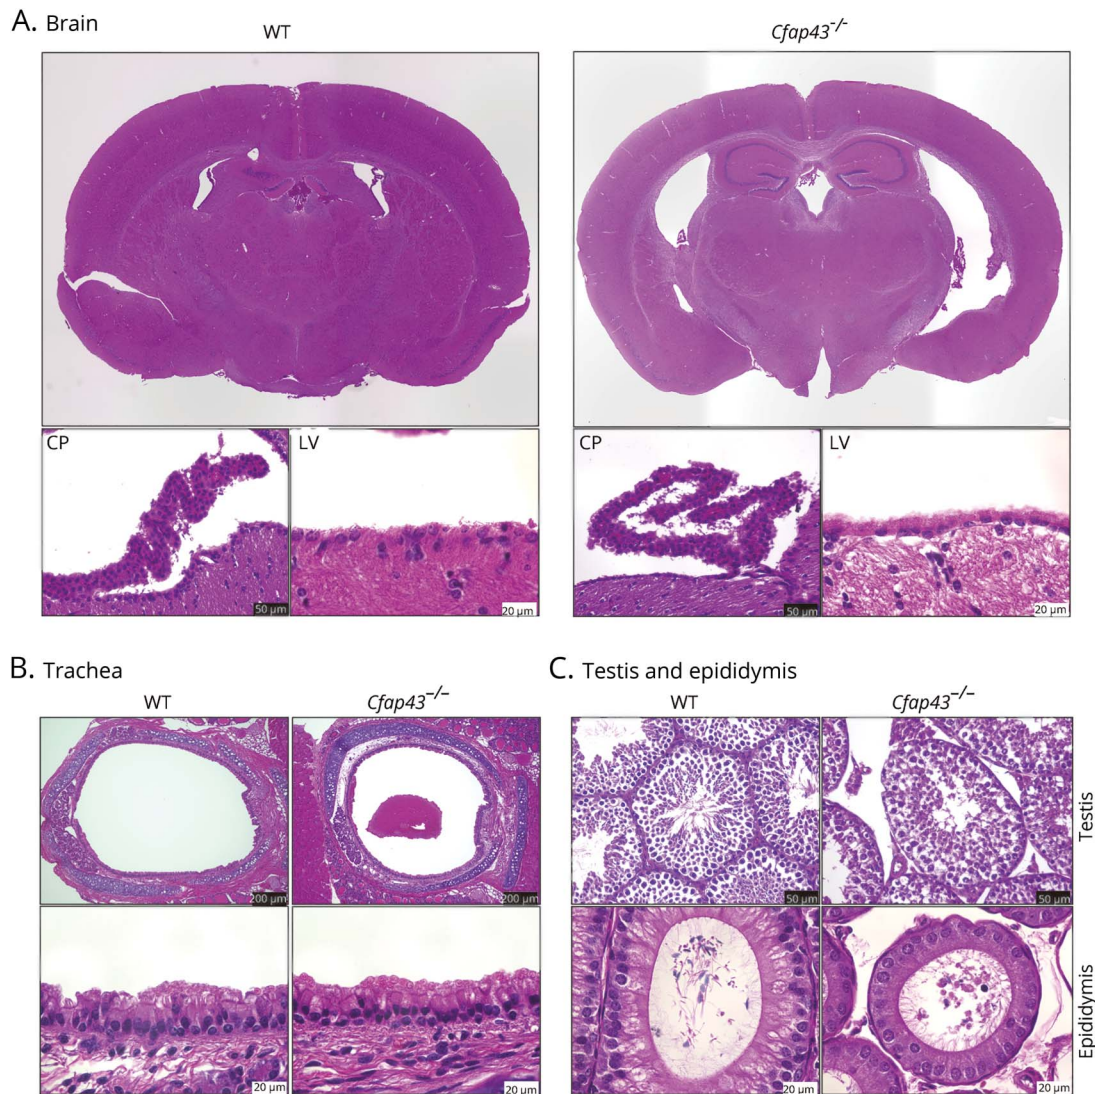 A. Brain
WT
Cfap43⁻/⁻
CP
50 µm
LV
20 µm
CP
50 µm
LV
20 µm
B. Trachea
WT
Cfap43⁻/⁻
200 µm
200 µm
20 µm
20 µm
C. Testis and epididymis
WT
Cfap43⁻/⁻
Testis
50 µm
50 µm
Epididymis
20 µm
20 µm